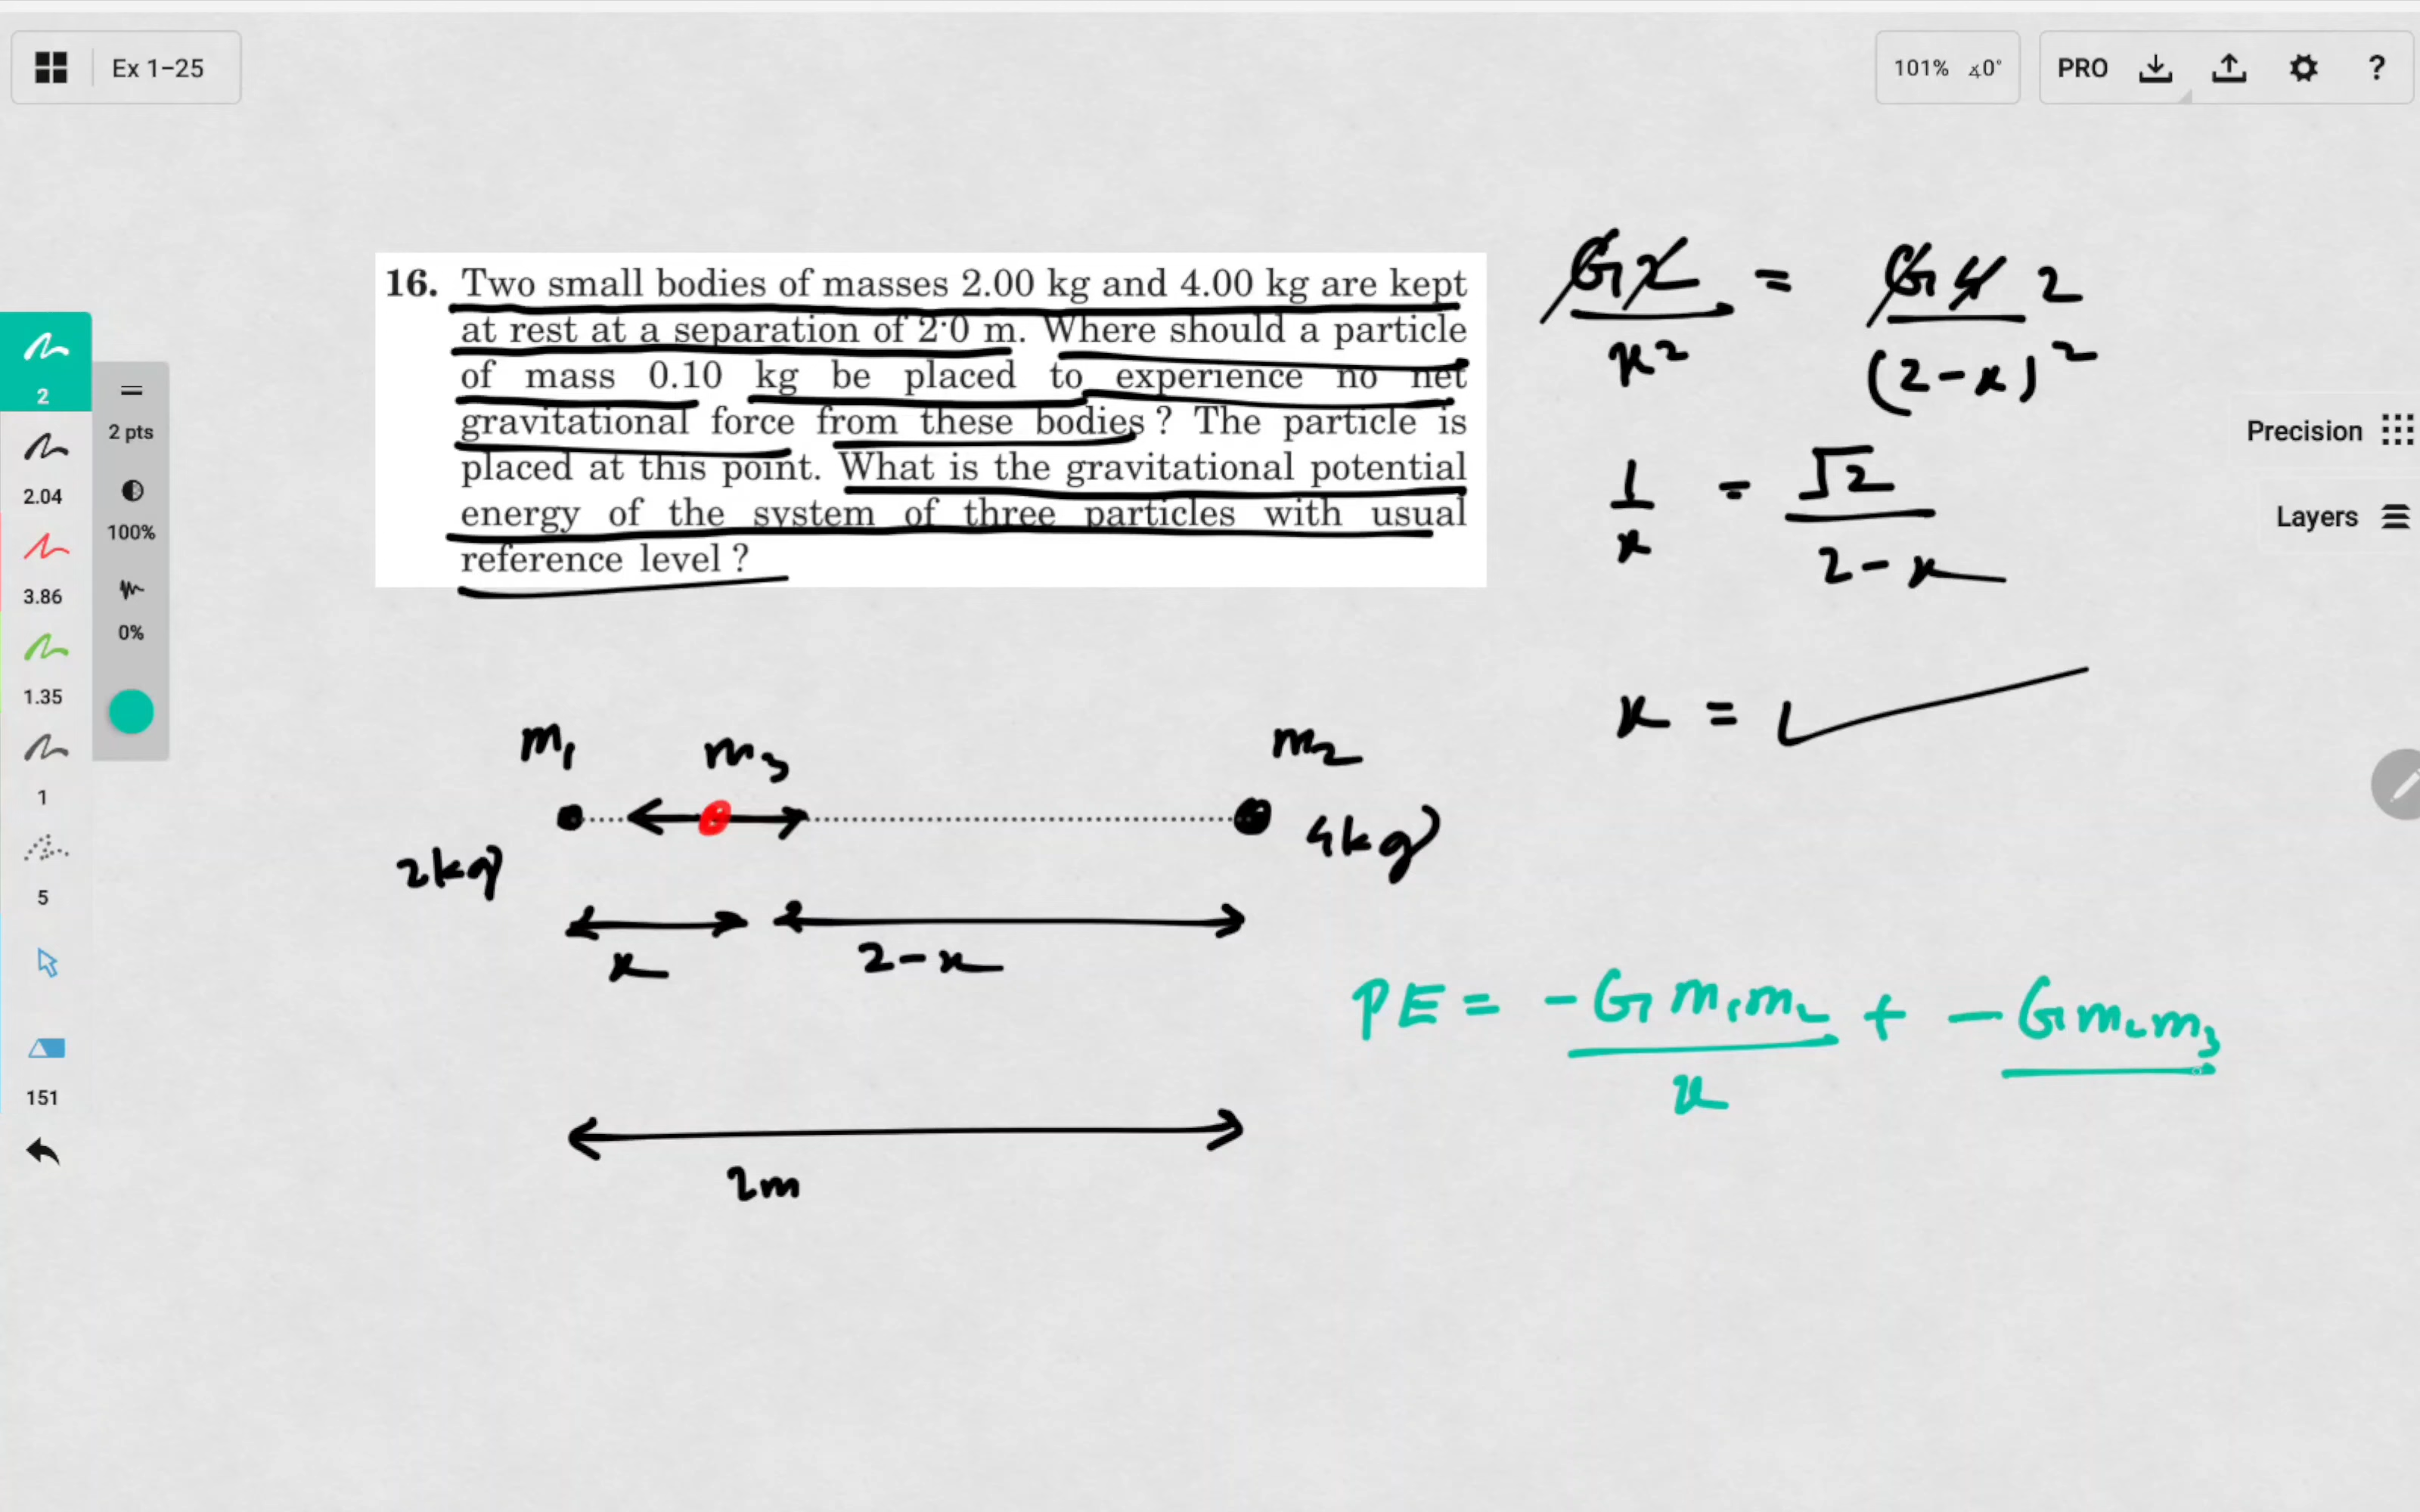 Ex 1–25
101% ∡0°
PRO
?
16. Two small bodies of masses 2.00 kg and 4.00 kg are kept
at rest at a separation of 2·0 m. Where should a particle
of mass 0.10 kg be placed to experience no net
gravitational force from these bodies ? The particle is
placed at this point. What is the gravitational potential
energy of the system of three particles with usual
reference level ?
G2/x² = G4 2/(2-x)²
1/x = √2/(2-x)
x =
Precision
Layers
2
2.04
3.86
1.35
1
5
151
2 pts
100%
0%
m₁ m₃ m₂
2kg 4kg
x 2-x
2m
PE = -Gm₁m₂/x + -Gm₂m₃